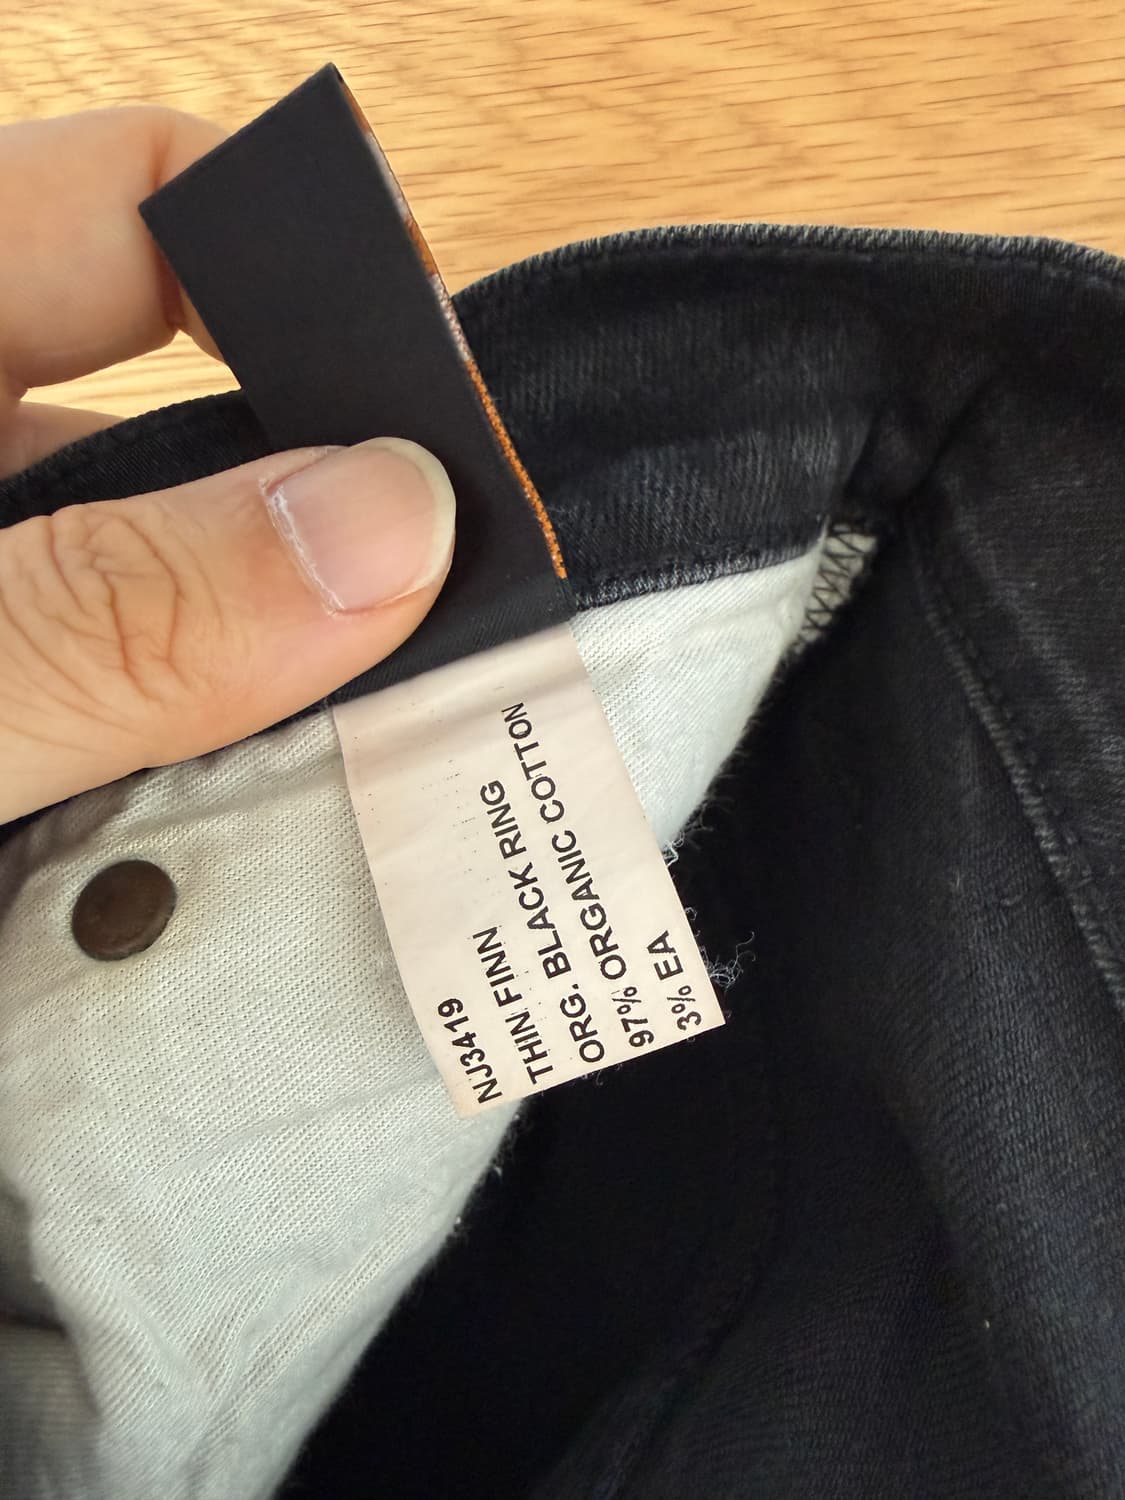 NJ3419
THIN FINN
ORG. BLACK RING
97% ORGANIC COTTON
3% EA